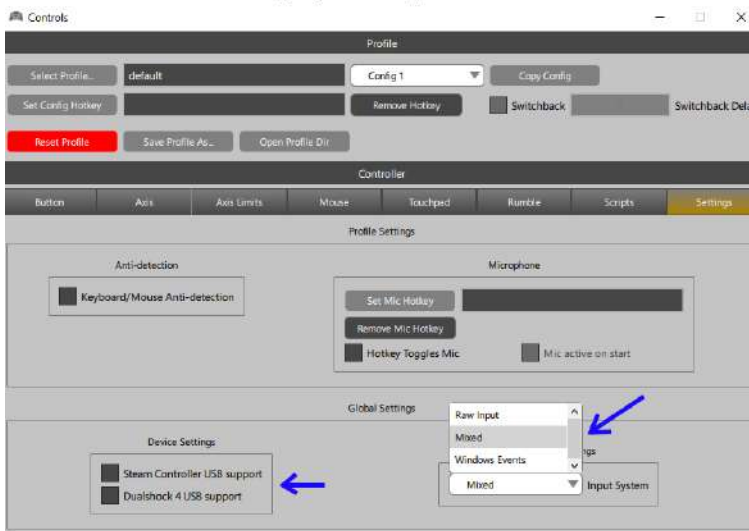 Controls
Profile
Select Profile... default Config 1 Copy Config
Set Config Hotkey Remove Hotkey Switchback Switchback Dela
Reset Profile Save Profile As... Open Profile Dir
Controller
Button Axis Axis Limits Mouse Touchpad Rumble Scripts Settings
Profile Settings
Anti-detection Microphone
Keyboard/Mouse Anti-detection
Set Mic Hotkey
Remove Mic Hotkey
Hotkey Toggles Mic Mic active on start
Global Settings
Raw Input
Mixed
Device Settings ngs
Windows Events
Steam Controller USB support
Mixed Input System
Dualshock 4 USB support